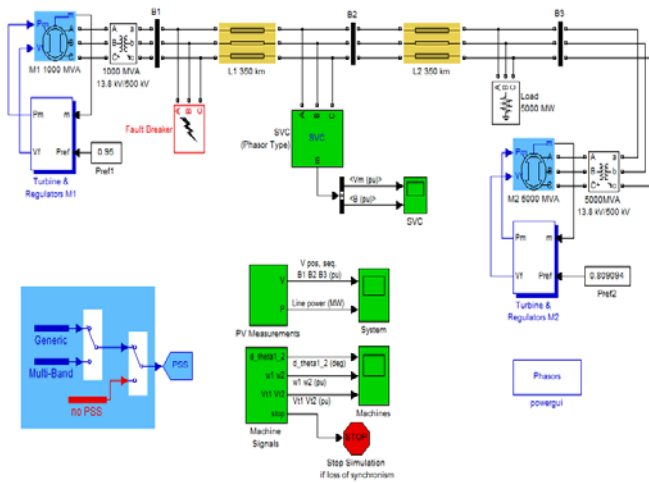 B1
B2
B3
m
Pm
Vf
A
B
C
M1 1000 MVA
1000 MVA
13.8 kV/500 kV
L1 350 km
L2 350 km
A B C
Fault Breaker
Pm
m
Vf
Pref
0.95
Pref1
Turbine &
Regulators M1
A B C
SVC
SVC
(Phasor Type)
<Vm (pu)>
<B (pu)>
SVC
A B C
Load
5000 MW
M2 6000 MVA
5000MVA
13.8 kV/500 kV
Pm
m
Vf
Pref
0.809094
Pref2
Turbine &
Regulators M2
V pos. seq.
B1 B2 B3 (pu)
V
P
Line power (MW)
PV Measurements
System
d_theta1_2
d_theta1_2 (deg)
w1 w2
w1 w2 (pu)
Vt1 Vt2
Vt1 Vt2 (pu)
stop
Machine
Signals
Machines
STOP
Stop Simulation
if loss of synchronism
Generic
Multi-Band
no PSS
PSS
Phasors
powergui